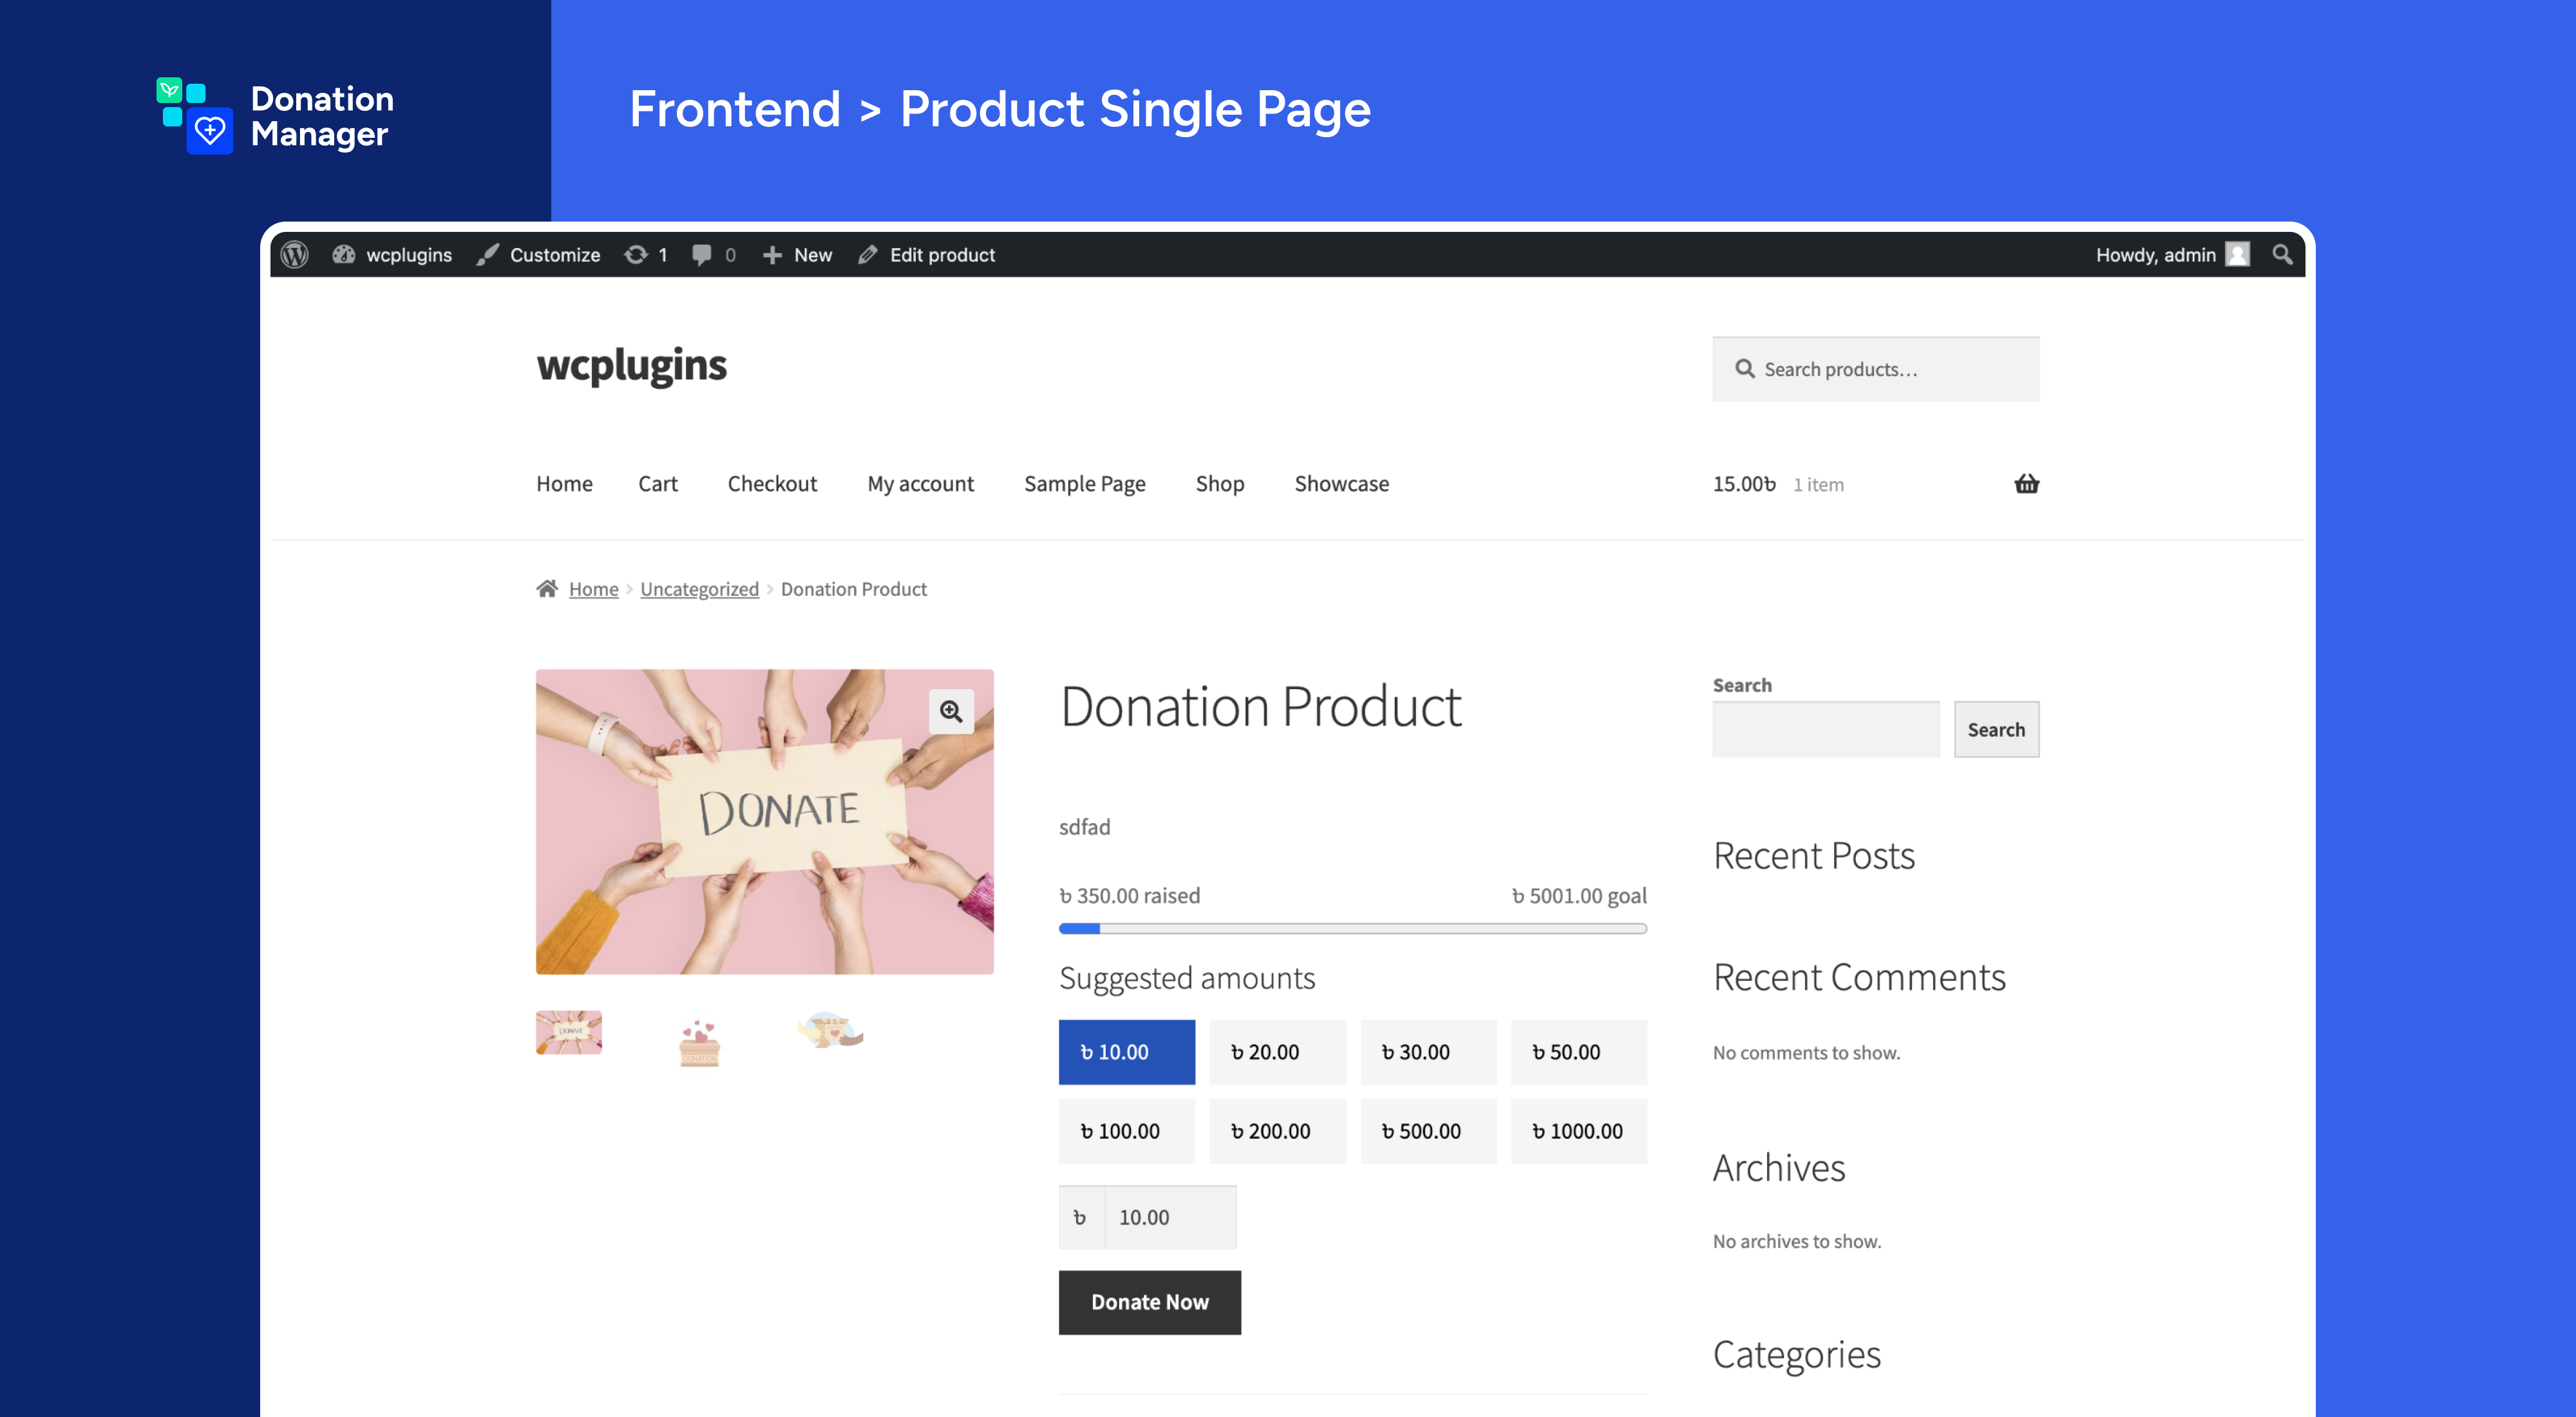 Donation
Manager
Frontend > Product Single Page
wcplugins
Customize
1
0
New
Edit product
Howdy, admin
wcplugins
Search products…
Home
Cart
Checkout
My account
Sample Page
Shop
Showcase
15.00৳
1 item
Home › Uncategorized › Donation Product
DONATE
DONATE
Donation Product
sdfad
৳ 350.00 raised
৳ 5001.00 goal
Suggested amounts
৳ 10.00
৳ 20.00
৳ 30.00
৳ 50.00
৳ 100.00
৳ 200.00
৳ 500.00
৳ 1000.00
৳
10.00
Donate Now
Search
Search
Recent Posts
Recent Comments
No comments to show.
Archives
No archives to show.
Categories